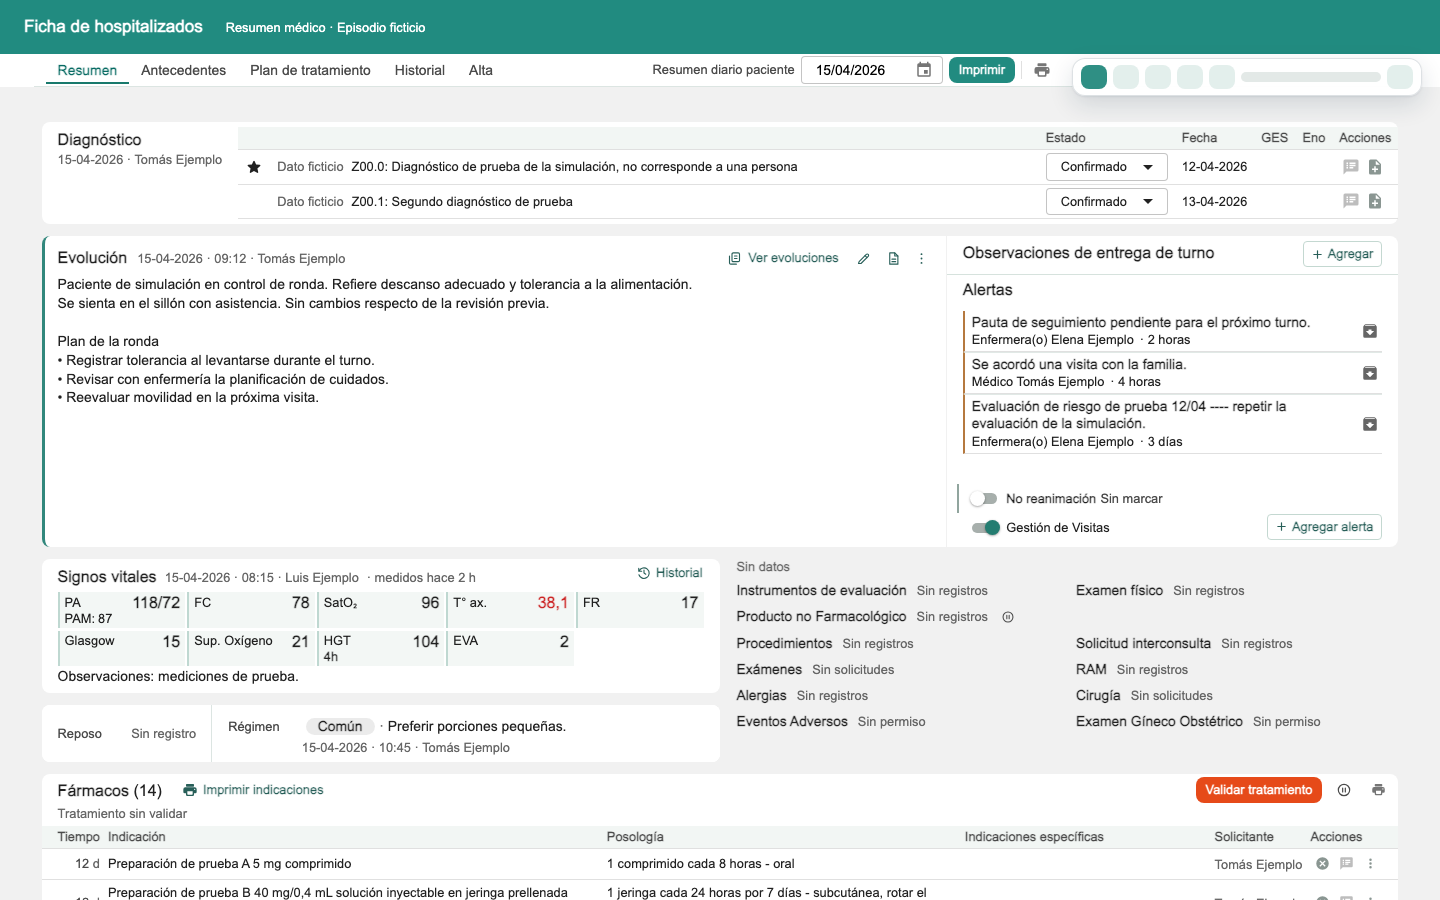 Ficha de hospitalizados Resumen médico · Episodio ficticio
Resumen Antecedentes Plan de tratamiento Historial Alta Resumen diario paciente 15/04/2026 Imprimir
Diagnóstico
15-04-2026 · Tomás Ejemplo
Estado Fecha GES Eno Acciones
Dato ficticio Z00.0: Diagnóstico de prueba de la simulación, no corresponde a una persona Confirmado 12-04-2026
Dato ficticio Z00.1: Segundo diagnóstico de prueba Confirmado 13-04-2026
Evolución 15-04-2026 · 09:12 · Tomás Ejemplo Ver evoluciones
Paciente de simulación en control de ronda. Refiere descanso adecuado y tolerancia a la alimentación.
Se sienta en el sillón con asistencia. Sin cambios respecto de la revisión previa.
Plan de la ronda
• Registrar tolerancia al levantarse durante el turno.
• Revisar con enfermería la planificación de cuidados.
• Reevaluar movilidad en la próxima visita.
Observaciones de entrega de turno + Agregar
Alertas
Pauta de seguimiento pendiente para el próximo turno.
Enfermera(o) Elena Ejemplo · 2 horas
Se acordó una visita con la familia.
Médico Tomás Ejemplo · 4 horas
Evaluación de riesgo de prueba 12/04 ---- repetir la
evaluación de la simulación.
Enfermera(o) Elena Ejemplo · 3 días
No reanimación Sin marcar
Gestión de Visitas + Agregar alerta
Signos vitales 15-04-2026 · 08:15 · Luis Ejemplo · medidos hace 2 h Historial
PA 118/72 FC 78 SatO₂ 96 T° ax. 38,1 FR 17
PAM: 87
Glasgow 15 Sup. Oxígeno 21 HGT 104 EVA 2
4h
Observaciones: mediciones de prueba.
Reposo Sin registro Régimen Común · Preferir porciones pequeñas.
15-04-2026 · 10:45 · Tomás Ejemplo
Sin datos
Instrumentos de evaluación Sin registros Examen físico Sin registros
Producto no Farmacológico Sin registros
Procedimientos Sin registros Solicitud interconsulta Sin registros
Exámenes Sin solicitudes RAM Sin registros
Alergias Sin registros Cirugía Sin solicitudes
Eventos Adversos Sin permiso Examen Gíneco Obstétrico Sin permiso
Fármacos (14) Imprimir indicaciones Validar tratamiento
Tratamiento sin validar
Tiempo Indicación Posología Indicaciones específicas Solicitante Acciones
12 d Preparación de prueba A 5 mg comprimido 1 comprimido cada 8 horas - oral Tomás Ejemplo
Preparación de prueba B 40 mg/0,4 mL solución inyectable en jeringa prellenada 1 jeringa cada 24 horas por 7 días - subcutánea, rotar el